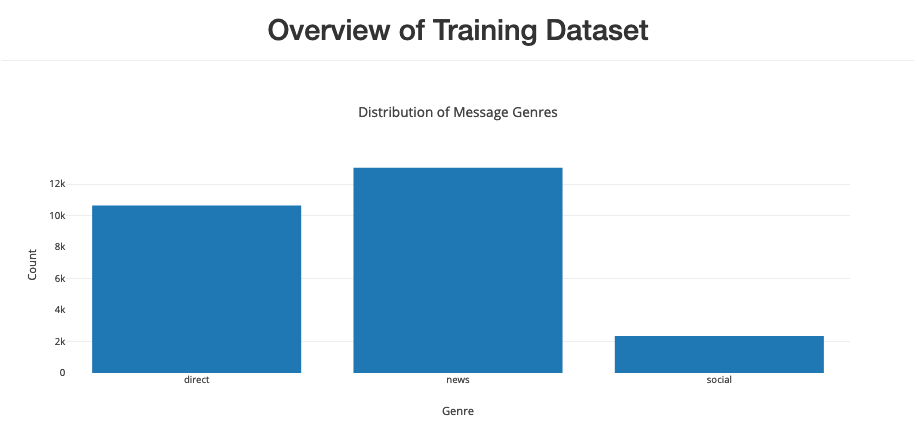 Overview of Training Dataset
Distribution of Message Genres
12k
10k
8k
6k
4k
2k
0
Count
direct news social
Genre